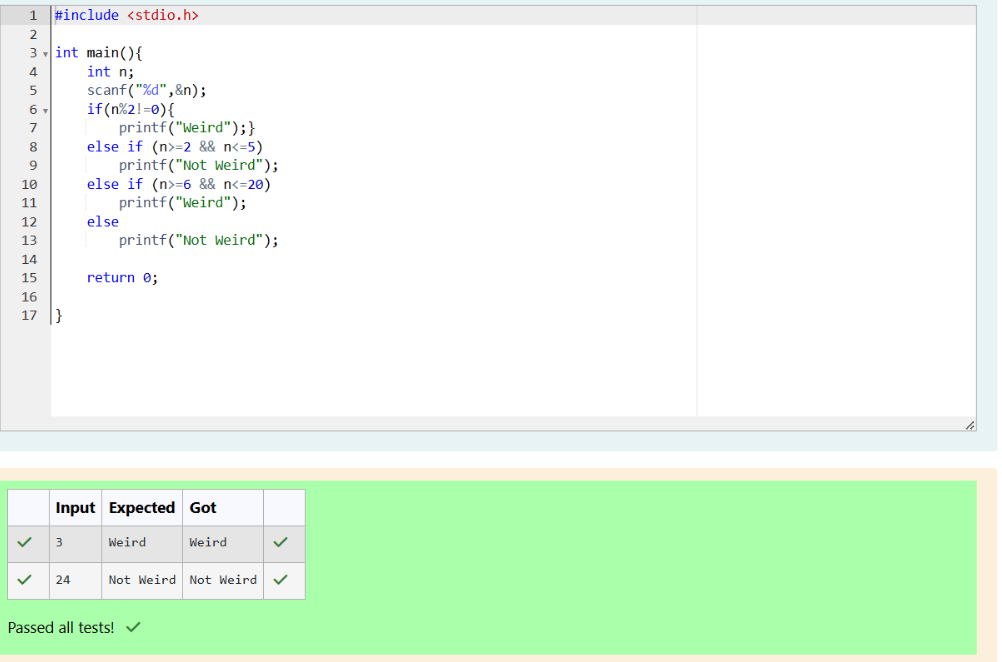 1 #include <stdio.h>
2
3 int main(){
4     int n;
5     scanf("%d",&n);
6     if(n%2!=0){
7         printf("Weird");}
8     else if (n>=2 && n<=5)
9         printf("Not Weird");
10     else if (n>=6 && n<=20)
11         printf("Weird");
12     else
13         printf("Not Weird");
14
15     return 0;
16
17 }
Input Expected Got
3 Weird Weird
24 Not Weird Not Weird
Passed all tests!